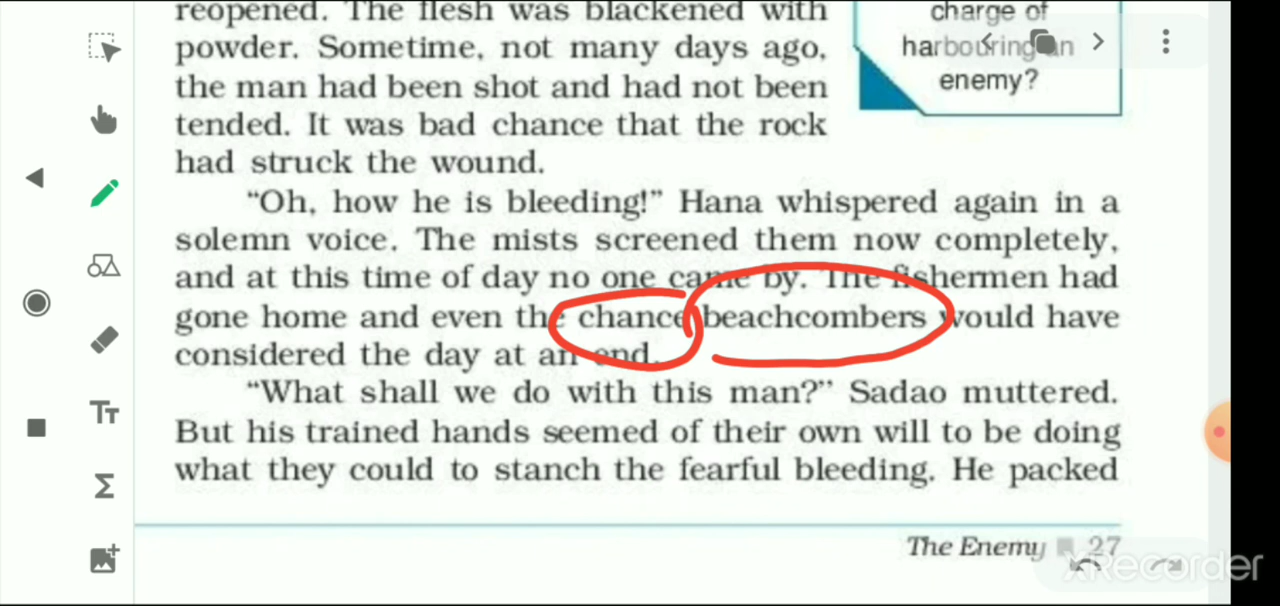 reopened. The flesh was blackened with
powder. Sometime, not many days ago,
the man had been shot and had not been
tended. It was bad chance that the rock
had struck the wound.
charge of
harbouring an
enemy?
"Oh, how he is bleeding!" Hana whispered again in a
solemn voice. The mists screened them now completely,
and at this time of day no one came by. The fishermen had
gone home and even the chance beachcombers would have
considered the day at an end.
"What shall we do with this man?" Sadao muttered.
But his trained hands seemed of their own will to be doing
what they could to stanch the fearful bleeding. He packed
The Enemy 27
XRecorder